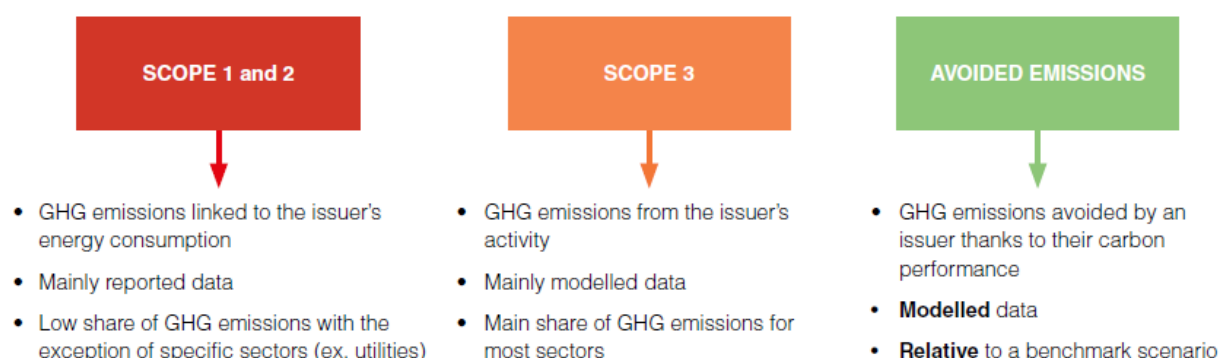 SCOPE 1 and 2
• GHG emissions linked to the issuer's
energy consumption
• Mainly reported data
• Low share of GHG emissions with the
exception of specific sectors (ex. utilities)
SCOPE 3
• GHG emissions from the issuer's
activity
• Mainly modelled data
• Main share of GHG emissions for
most sectors
AVOIDED EMISSIONS
• GHG emissions avoided by an
issuer thanks to their carbon
performance
• Modelled data
• Relative to a benchmark scenario